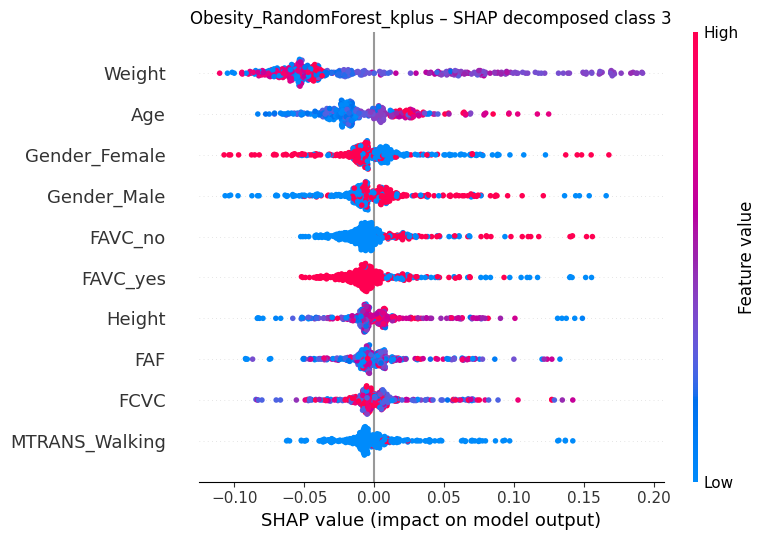 Obesity_RandomForest_kplus – SHAP decomposed class 3
High
Weight
Age
Gender_Female
Gender_Male
FAVC_no
FAVC_yes
Height
FAF
FCVC
MTRANS_Walking
Feature value
Low
−0.10 −0.05 0.00 0.05 0.10 0.15 0.20
SHAP value (impact on model output)